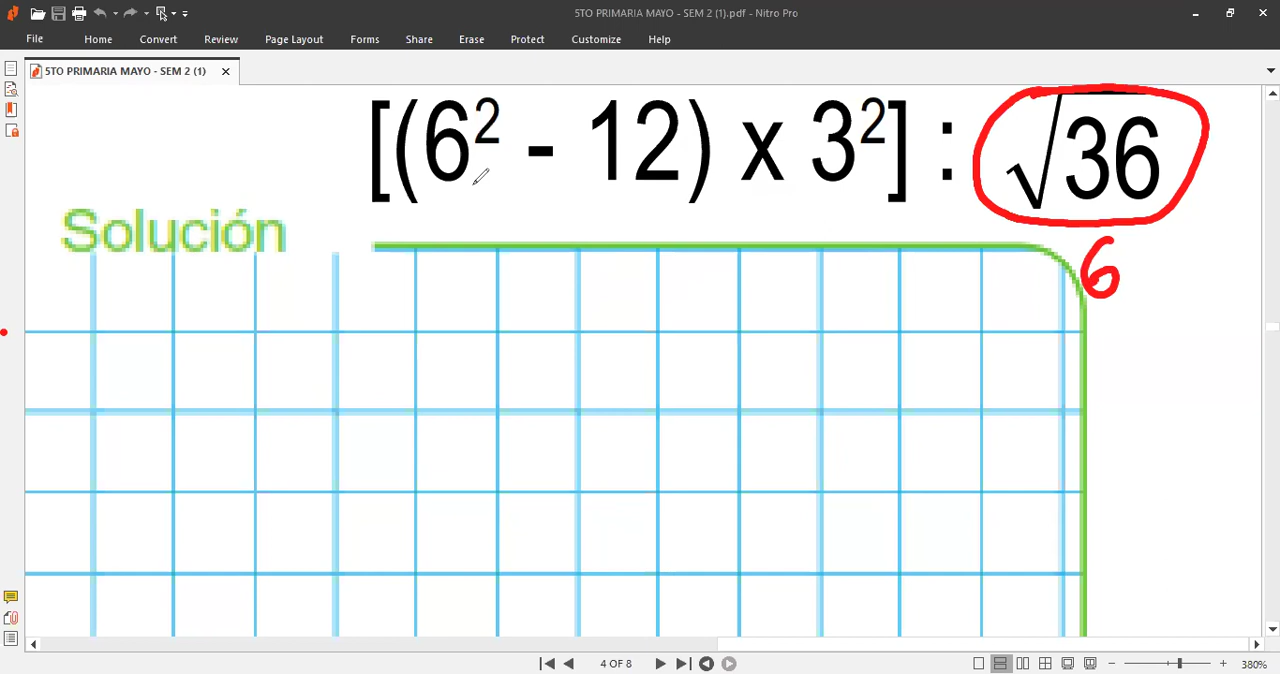 5TO PRIMARIA MAYO - SEM 2 (1).pdf - Nitro Pro
File Home Convert Review Page Layout Forms Share Erase Protect Customize Help
5TO PRIMARIA MAYO - SEM 2 (1)
[(6² - 12) x 3²] : √36
Solución
6
4 OF 8
380%